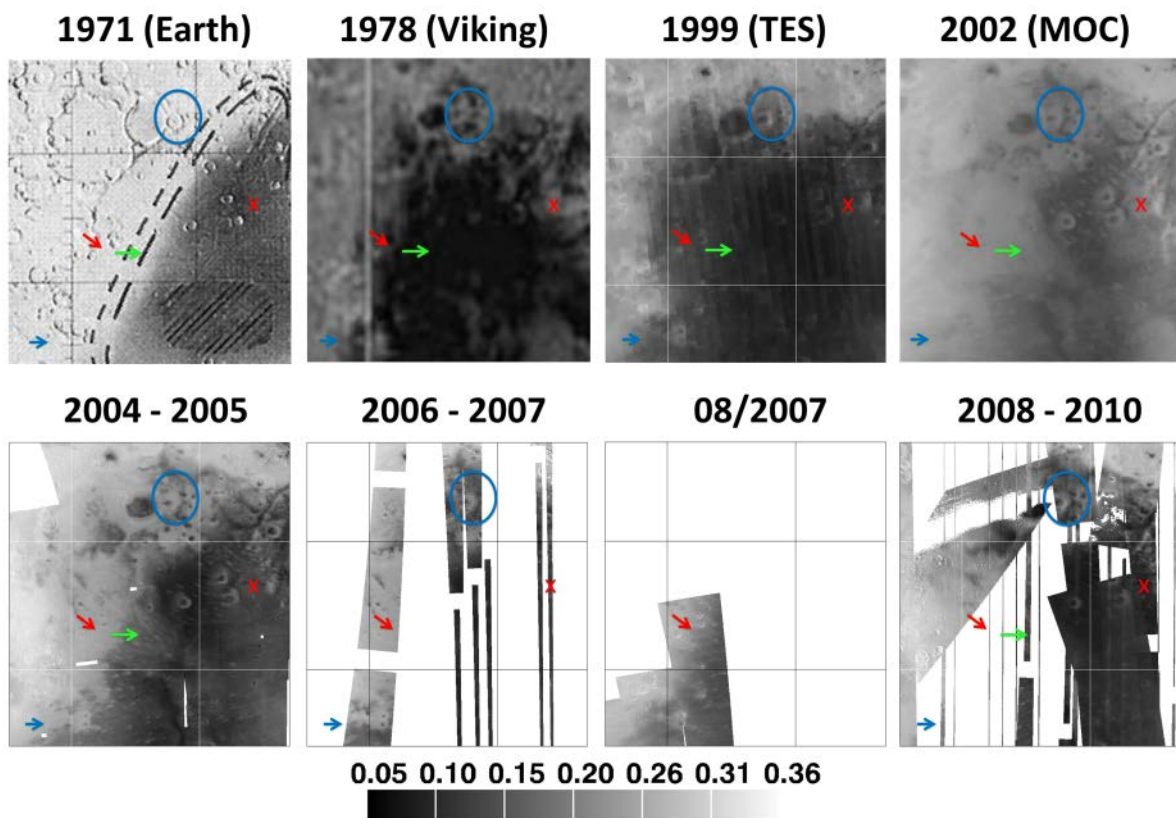 1971 (Earth) 1978 (Viking) 1999 (TES) 2002 (MOC)
X X X X
2004 - 2005 2006 - 2007 08/2007 2008 - 2010
X X X
0.05 0.10 0.15 0.20 0.26 0.31 0.36